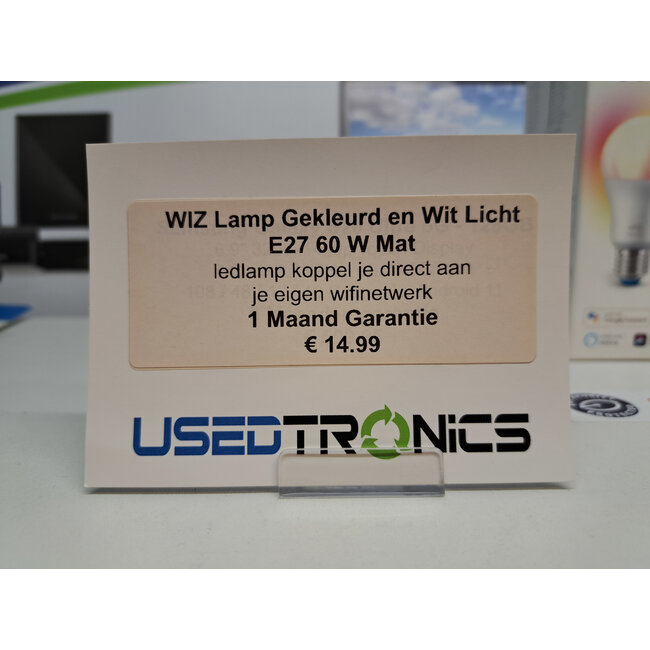 WIZ Lamp Gekleurd en Wit Licht
E27 60 W Mat
ledlamp koppel je direct aan
je eigen wifinetwerk
1 Maand Garantie
€ 14.99
USEDTRONiCS